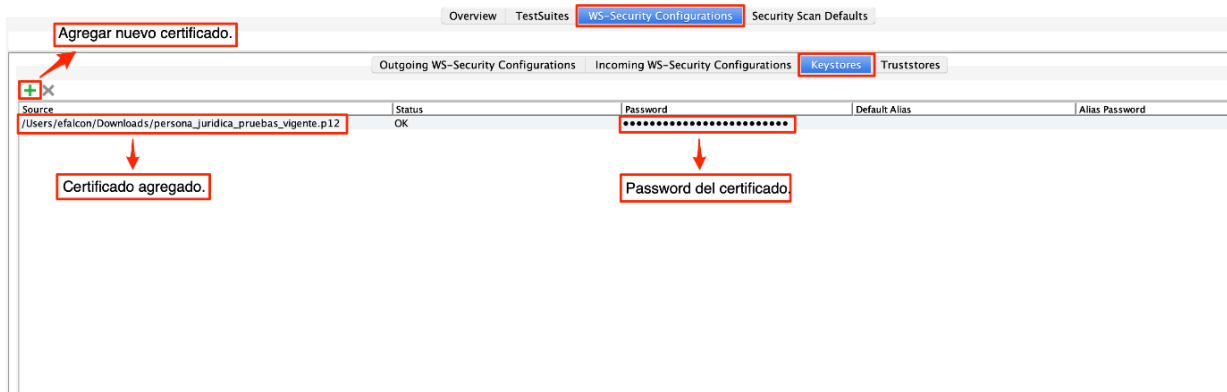 Overview TestSuites WS-Security Configurations Security Scan Defaults
Agregar nuevo certificado.
Outgoing WS-Security Configurations Incoming WS-Security Configurations Keystores Truststores
Source Status Password Default Alias Alias Password
/Users/efalcon/Downloads/persona_juridica_pruebas_vigente.p12 OK •••••••••••••••••••••••••
Certificado agregado. Password del certificado.